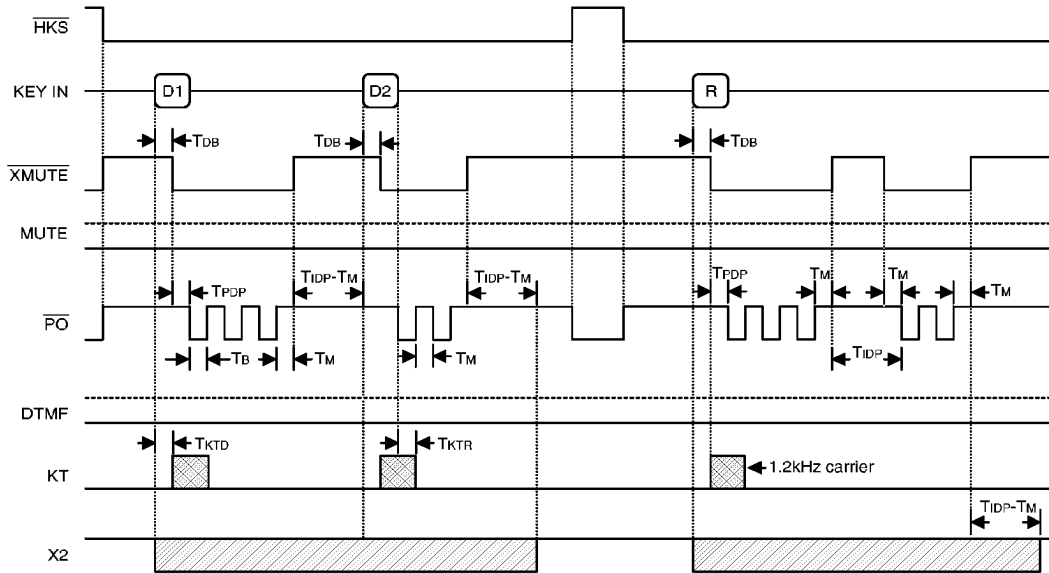 HKS
KEY IN D1 D2 R
TDB TDB TDB
XMUTE
MUTE
TPDP TIDP-TM TIDP-TM TPDP TM TM
PO TM
TB TM TM TIDP
DTMF
TKTD TKTR
KT 1.2kHz carrier
TIDP-TM
X2